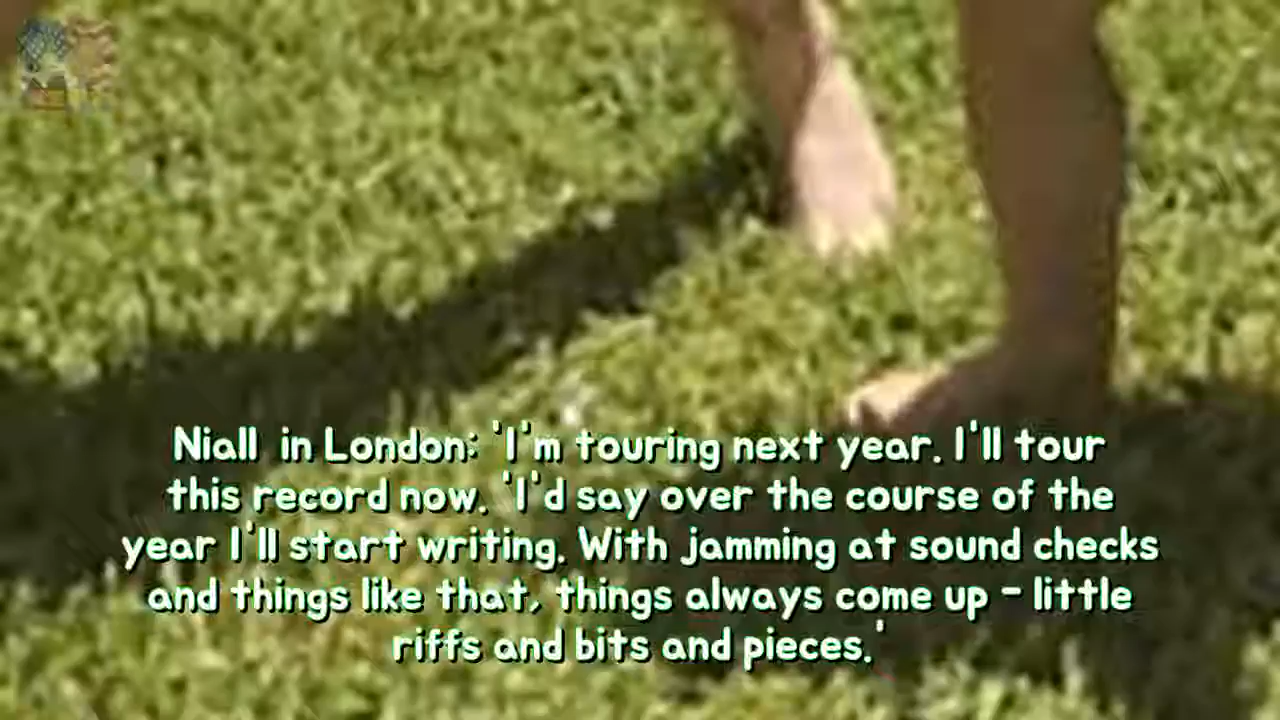 Niall in London: 'I'm touring next year. I'll tour
this record now. 'I'd say over the course of the
year I'll start writing. With jamming at sound checks
and things like that, things always come up - little
riffs and bits and pieces.'